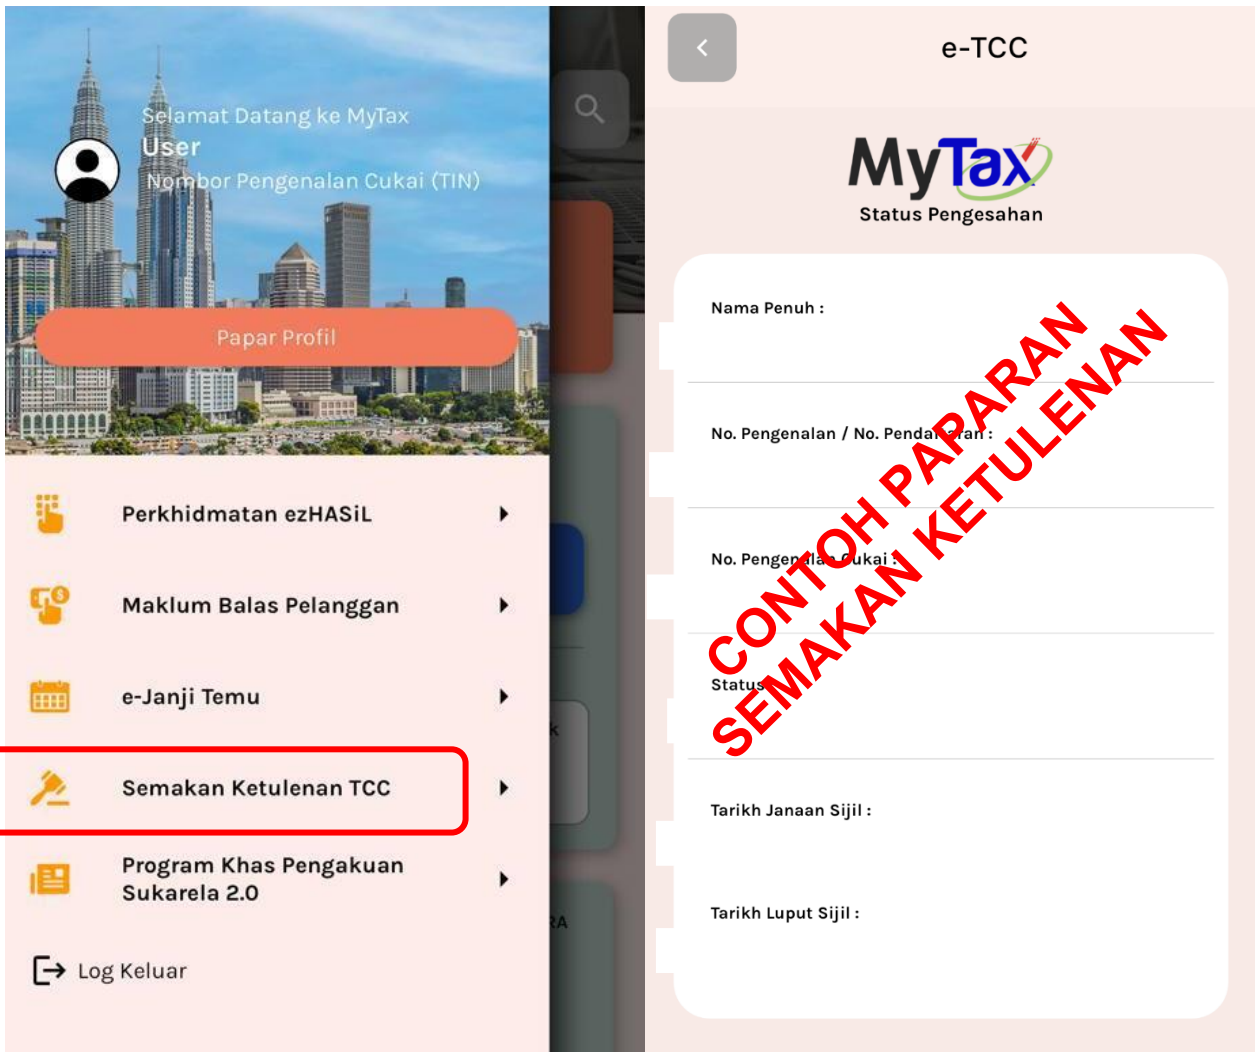 Selamat Datang ke MyTax
User
Nombor Pengenalan Cukai (TIN)
Papar Profil
Perkhidmatan ezHASiL
Maklum Balas Pelanggan
e-Janji Temu
Semakan Ketulenan TCC
Program Khas Pengakuan
Sukarela 2.0
Log Keluar
k
RA
e-TCC
MyTax
Status Pengesahan
Nama Penuh :
No. Pengenalan / No. Pendaftaran :
No. Pengenalan Cukai :
Status
Tarikh Janaan Sijil :
Tarikh Luput Sijil :
CONTOH PAPARAN
SEMAKAN KETULENAN